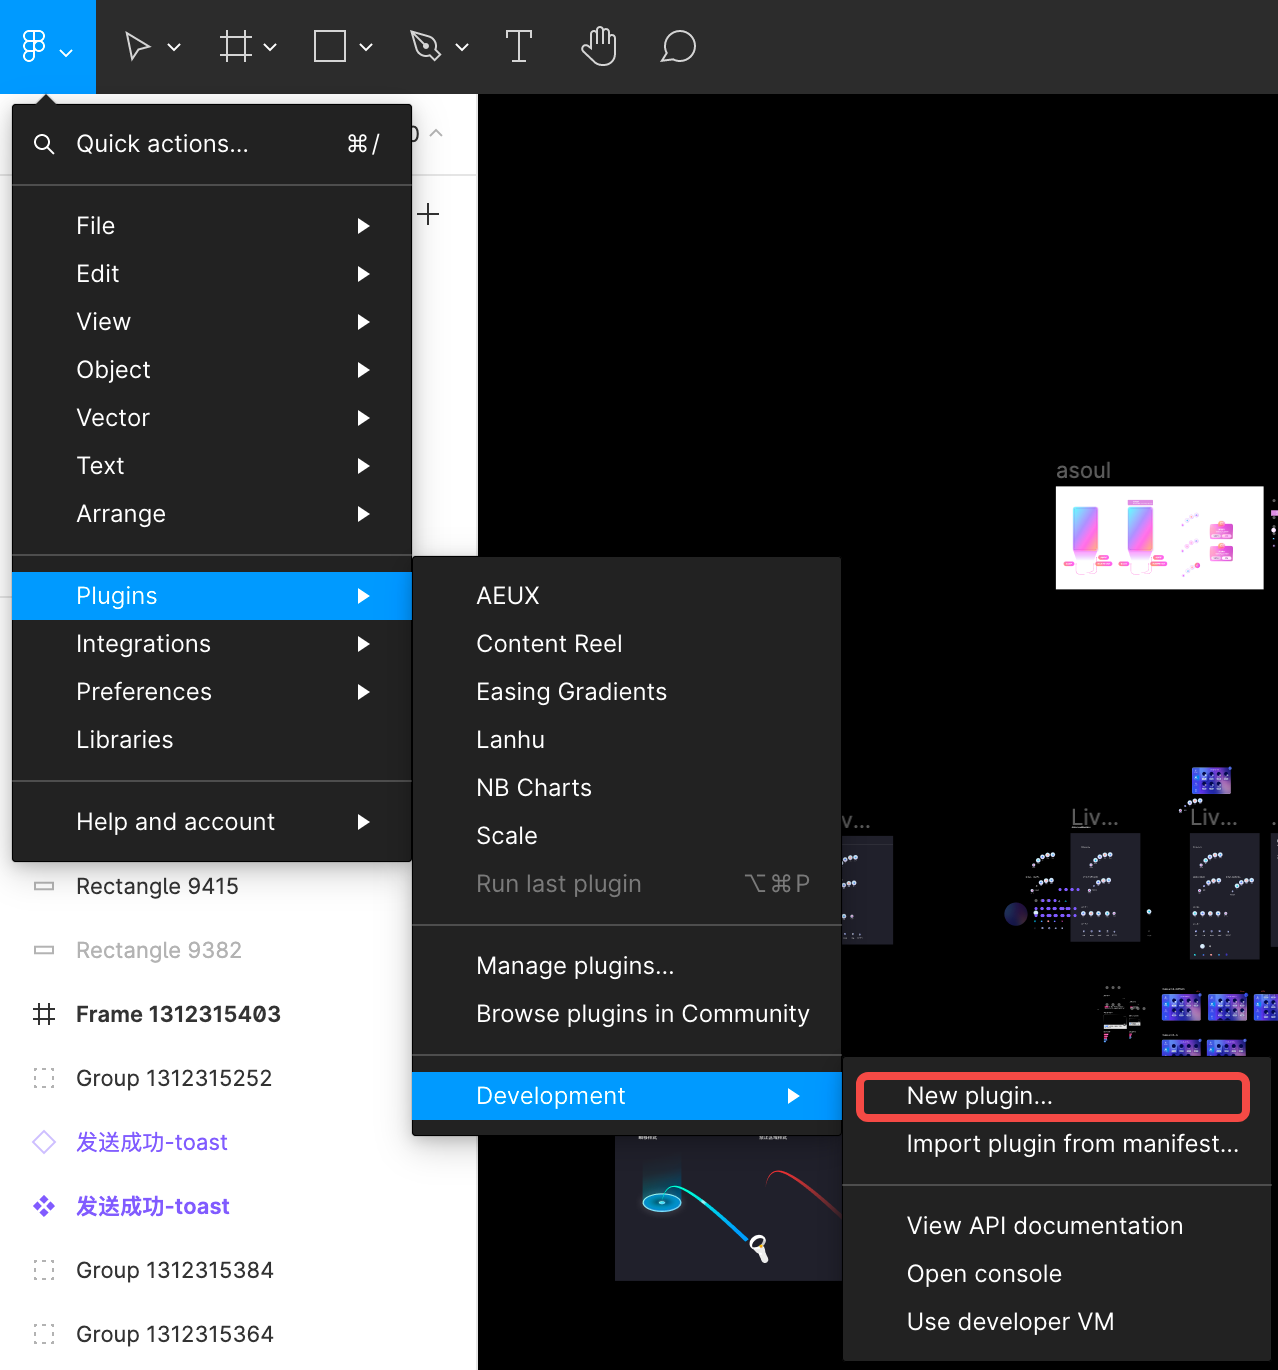 Quick actions...
⌘/
File
Edit
View
Object
Vector
Text
Arrange
Plugins
Integrations
Preferences
Libraries
Help and account
AEUX
Content Reel
Easing Gradients
Lanhu
NB Charts
Scale
Run last plugin
⌥⌘P
Manage plugins...
Browse plugins in Community
Development
New plugin...
Import plugin from manifest...
View API documentation
Open console
Use developer VM
Rectangle 9415
Rectangle 9382
Frame 1312315403
Group 1312315252
发送成功-toast
发送成功-toast
Group 1312315384
Group 1312315364
asoul
v...
Liv...
Liv...